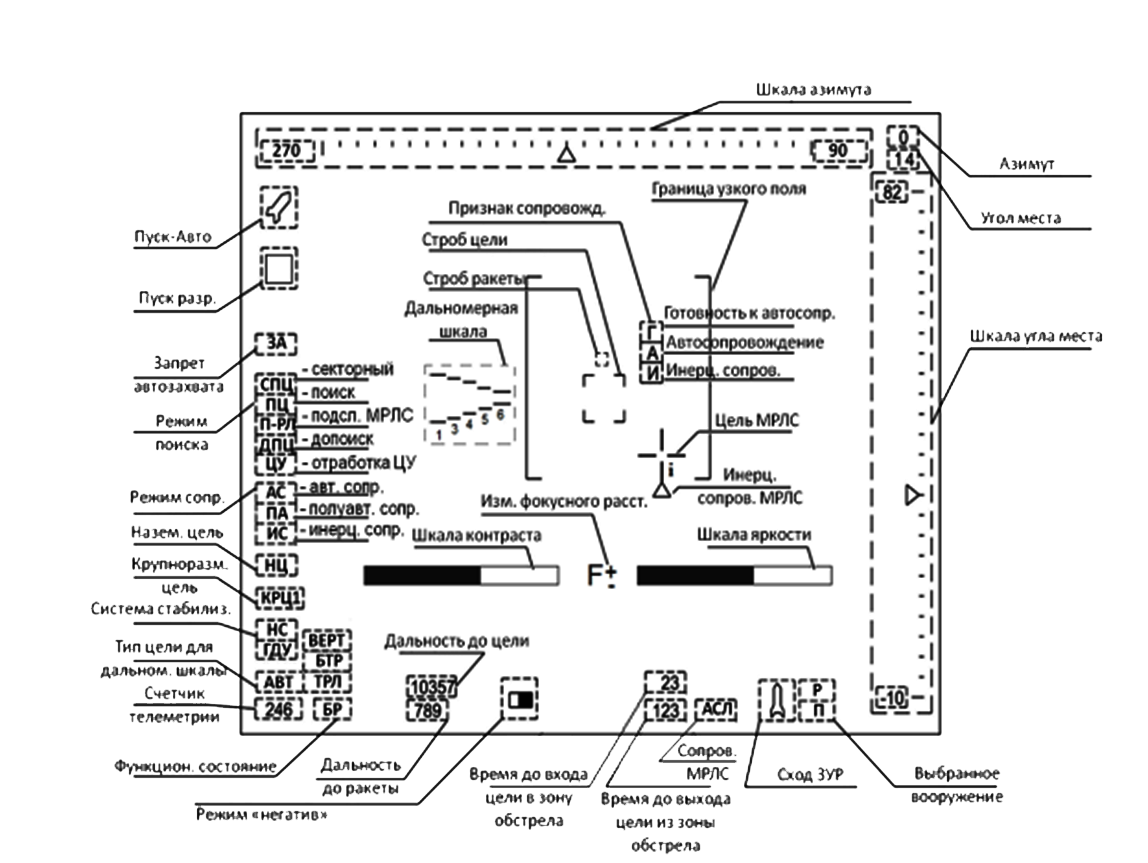 Шкала азимута
270
90
0
14
Азимут
82
Угол места
Граница узкого поля
Признак сопровожд.
Строб цели
Строб ракеты
Дальномерная
шкала
1 3 4 5 6
Пуск-Авто
Пуск разр.
ЗА
Запрет
автозахвата
Г
А
И
Готовность к автосопр.
Автосопровождение
Инерц. сопров.
Шкала угла места
СПЦ - секторный
ПЦ - поиск
П-РЛ - подсл. МРЛС
ДПЦ - допоиск
ЦУ - отработка ЦУ
Режим
поиска
Цель МРЛС
i
Инерц.
сопров. МРЛС
АС - авт. сопр.
ПА - полуавт. сопр.
ИС - инерц. сопр.
Режим сопр.
Изм. фокусного расст.
Шкала контраста
Шкала яркости
F+-
Назем. цель
НЦ
Крупноразм.
цель
КРЦ1
Система стабилиз.
НС
ГДУ
ВЕРТ
БТР
Тип цели для
дальном. шкалы
АВТ
ТРЛ
Счетчик
телеметрии
246
БР
Дальность до цели
10357
789
23
123
АСЛ
Р
П
-10
Функцион. состояние
Дальность
до ракеты
Режим «негатив»
Время до входа
цели в зону
обстрела
Сопров.
МРЛС
Время до выхода
цели из зоны
обстрела
Сход ЗУР
Выбранное
вооружение